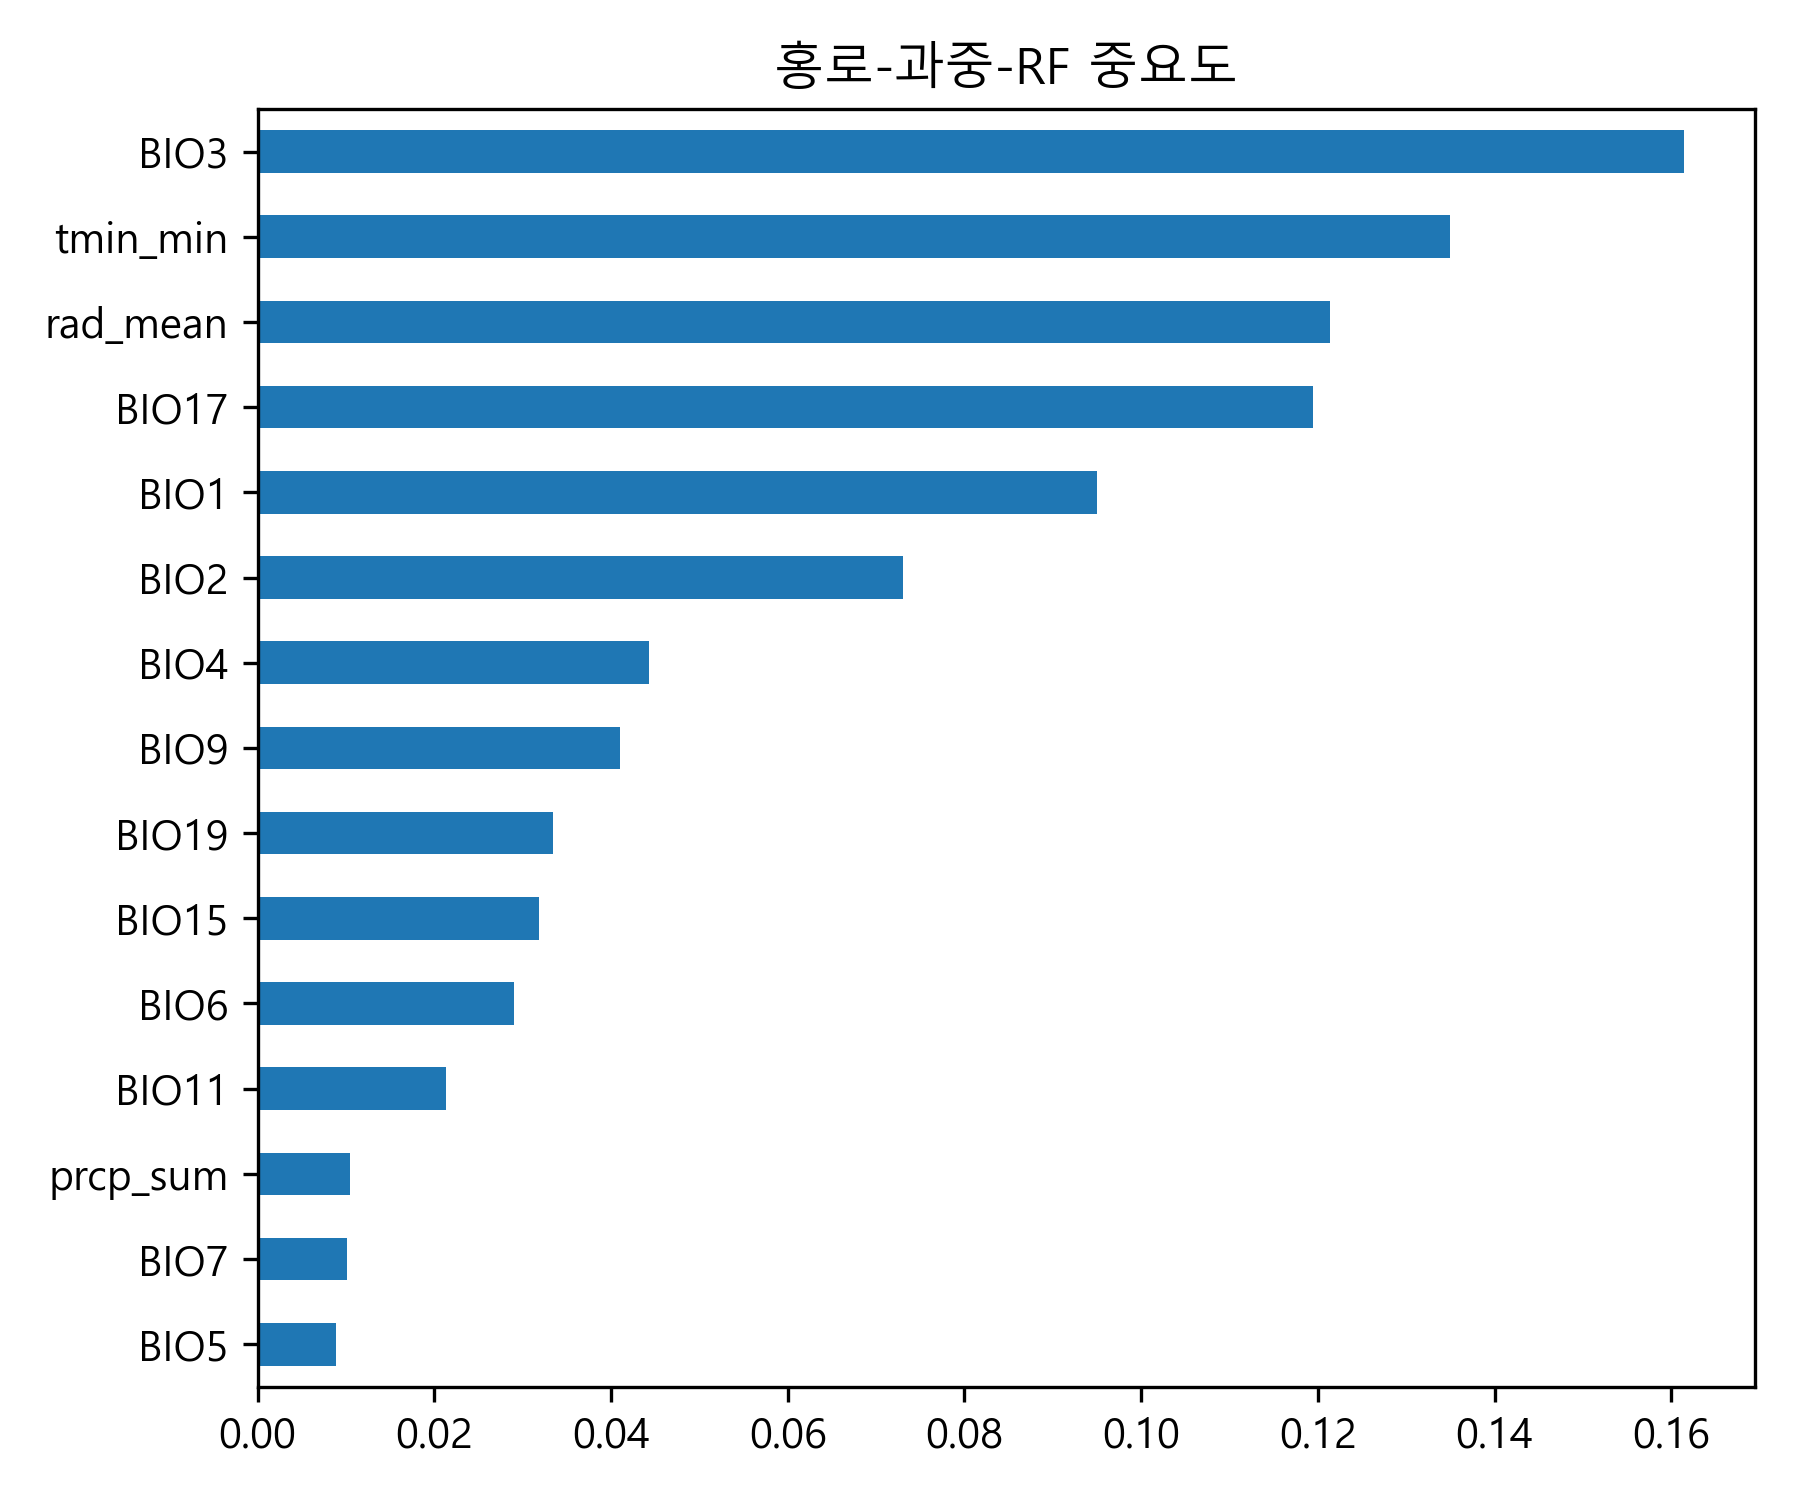 홍로-과중-RF 중요도
BIO3
tmin_min
rad_mean
BIO17
BIO1
BIO2
BIO4
BIO9
BIO19
BIO15
BIO6
BIO11
prcp_sum
BIO7
BIO5
0.00 0.02 0.04 0.06 0.08 0.10 0.12 0.14 0.16